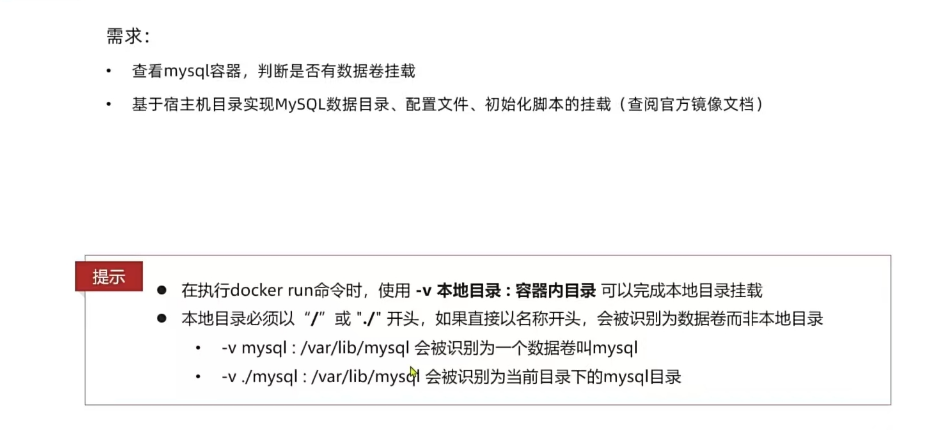 需求：
• 查看mysql容器，判断是否有数据卷挂载
• 基于宿主机目录实现MySQL数据目录、配置文件、初始化脚本的挂载（查阅官方镜像文档）
提示
● 在执行docker run命令时，使用 -v 本地目录 : 容器内目录 可以完成本地目录挂载
● 本地目录必须以“/”或 "./" 开头，如果直接以名称开头，会被识别为数据卷而非本地目录
• -v mysql : /var/lib/mysql 会被识别为一个数据卷叫mysql
• -v ./mysql : /var/lib/mysql 会被识别为当前目录下的mysql目录